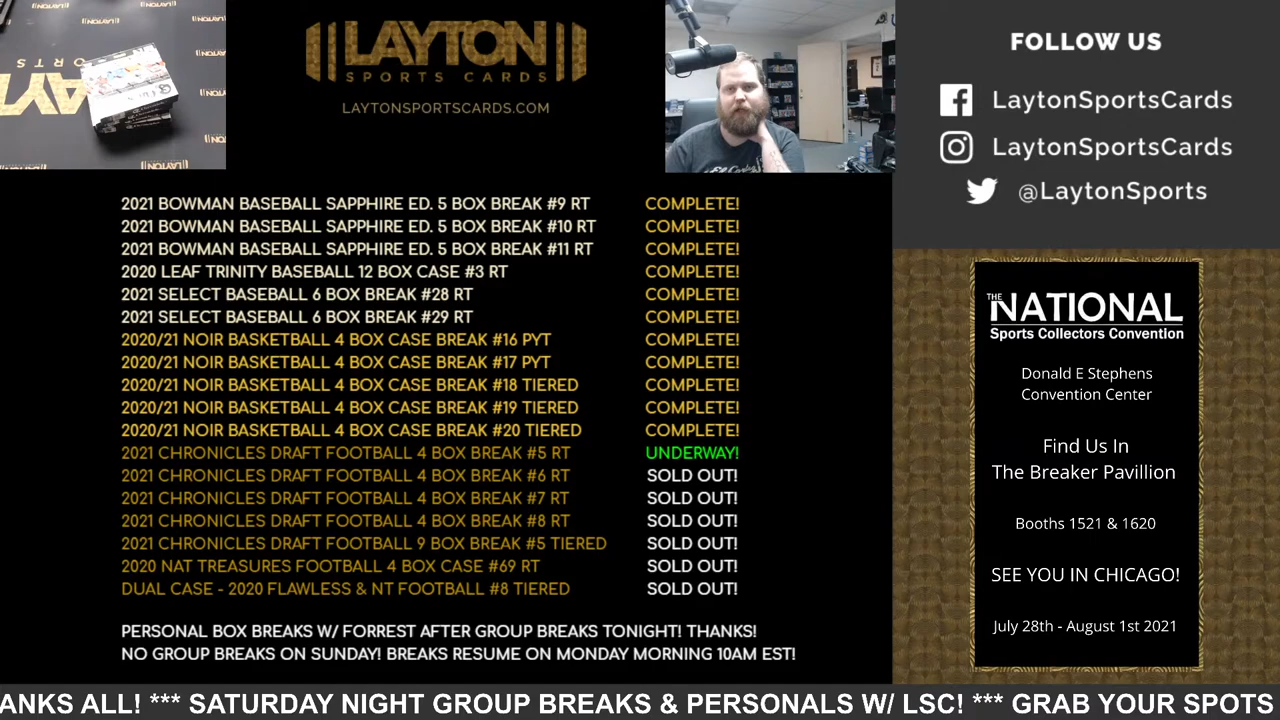 LAYTON
SPORTS CARDS
LAYTONSPORTSCARDS.COM
FOLLOW US
LaytonSportsCards
LaytonSportsCards
@LaytonSports
2021 BOWMAN BASEBALL SAPPHIRE ED. 5 BOX BREAK #9 RT COMPLETE!
2021 BOWMAN BASEBALL SAPPHIRE ED. 5 BOX BREAK #10 RT COMPLETE!
2021 BOWMAN BASEBALL SAPPHIRE ED. 5 BOX BREAK #11 RT COMPLETE!
2020 LEAF TRINITY BASEBALL 12 BOX CASE #3 RT COMPLETE!
2021 SELECT BASEBALL 6 BOX BREAK #28 RT COMPLETE!
2021 SELECT BASEBALL 6 BOX BREAK #29 RT COMPLETE!
2020/21 NOIR BASKETBALL 4 BOX CASE BREAK #16 PYT COMPLETE!
2020/21 NOIR BASKETBALL 4 BOX CASE BREAK #17 PYT COMPLETE!
2020/21 NOIR BASKETBALL 4 BOX CASE BREAK #18 TIERED COMPLETE!
2020/21 NOIR BASKETBALL 4 BOX CASE BREAK #19 TIERED COMPLETE!
2020/21 NOIR BASKETBALL 4 BOX CASE BREAK #20 TIERED COMPLETE!
2021 CHRONICLES DRAFT FOOTBALL 4 BOX BREAK #5 RT UNDERWAY!
2021 CHRONICLES DRAFT FOOTBALL 4 BOX BREAK #6 RT SOLD OUT!
2021 CHRONICLES DRAFT FOOTBALL 4 BOX BREAK #7 RT SOLD OUT!
2021 CHRONICLES DRAFT FOOTBALL 4 BOX BREAK #8 RT SOLD OUT!
2021 CHRONICLES DRAFT FOOTBALL 9 BOX BREAK #5 TIERED SOLD OUT!
2020 NAT TREASURES FOOTBALL 4 BOX CASE #69 RT SOLD OUT!
DUAL CASE - 2020 FLAWLESS & NT FOOTBALL #8 TIERED SOLD OUT!
PERSONAL BOX BREAKS W/ FORREST AFTER GROUP BREAKS TONIGHT! THANKS!
NO GROUP BREAKS ON SUNDAY! BREAKS RESUME ON MONDAY MORNING 10AM EST!
THE NATIONAL
Sports Collectors Convention
Donald E Stephens
Convention Center
Find Us In
The Breaker Pavillion
Booths 1521 & 1620
SEE YOU IN CHICAGO!
July 28th - August 1st 2021
ANKS ALL! *** SATURDAY NIGHT GROUP BREAKS & PERSONALS W/ LSC! *** GRAB YOUR SPOTS